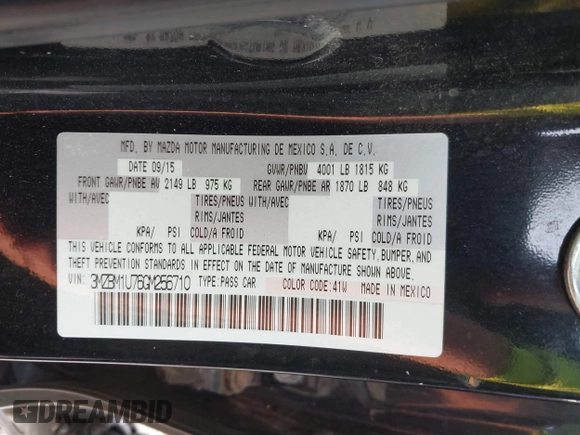 MFD. BY MAZDA MOTOR MANUFACTURING DE MEXICO S.A. DE C.V.
DATE 09/15 GVWR/PNBV 4001 LB 1815 KG
FRONT GAWR/PNBE AV 2149 LB 975 KG REAR GAWR/PNBE AR 1870 LB 848 KG
WITH/AVEC TIRES/PNEUS WITH/AVEC TIRES/PNEUS
RIMS/JANTES RIMS/JANTES
KPA/ PSI COLD/A FROID KPA/ PSI COLD/A FROID
THIS VEHICLE CONFORMS TO ALL APPLICABLE FEDERAL MOTOR VEHICLE SAFETY, BUMPER, AND
THEFT PREVENTION STANDARDS IN EFFECT ON THE DATE OF MANUFACTURE SHOWN ABOVE.
VIN: 3MZBM1U76GM256710 TYPE:PASS CAR COLOR CODE:41W MADE IN MEXICO
DREAMBID